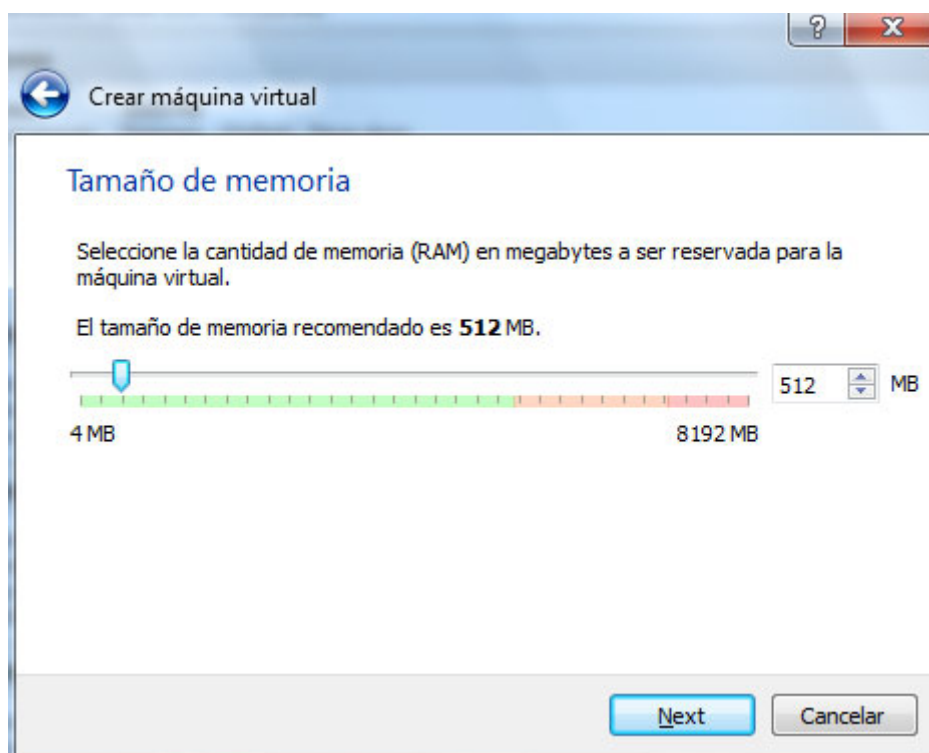 ?
X
Crear máquina virtual
Tamaño de memoria
Seleccione la cantidad de memoria (RAM) en megabytes a ser reservada para la
máquina virtual.
El tamaño de memoria recomendado es 512 MB.
512 MB
4 MB 8192 MB
Next Cancelar